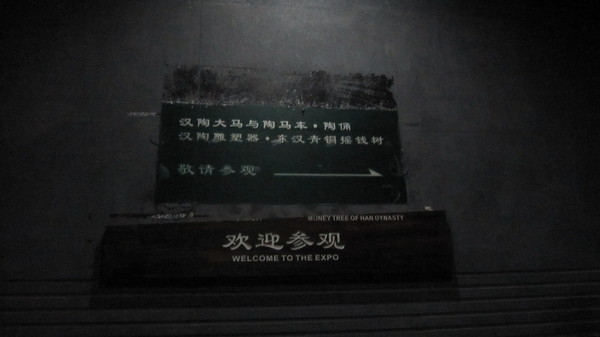 汉陶大马与陶马车·陶俑
汉陶雕塑器·东汉青铜摇钱树
敬请参观
MONEY TREE OF HAN DYNASTY
欢迎参观
WELCOME TO THE EXPO